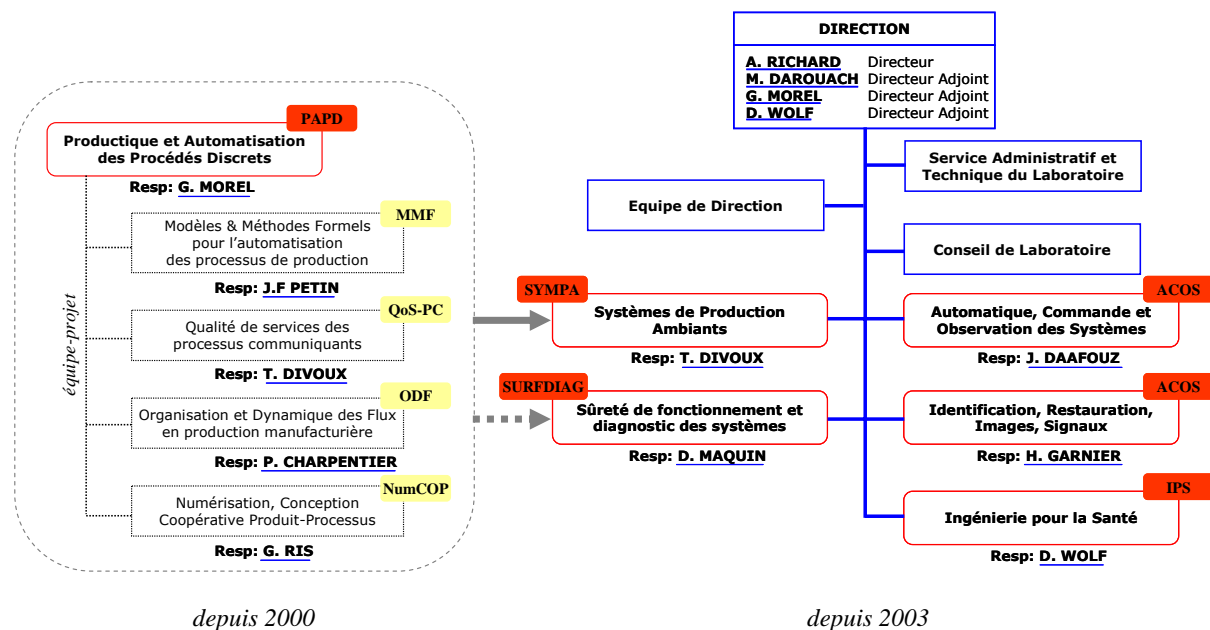 PAPD
Productique et Automatisation
des Procédés Discrets
Resp: G. MOREL
équipe-projet
MMF
Modèles & Méthodes Formels
pour l'automatisation
des processus de production
Resp: J.F PETIN
QoS-PC
Qualité de services des
processus communiquants
Resp: T. DIVOUX
ODF
Organisation et Dynamique des Flux
en production manufacturière
Resp: P. CHARPENTIER
NumCOP
Numérisation, Conception
Coopérative Produit-Processus
Resp: G. RIS
depuis 2000
DIRECTION
A. RICHARD Directeur
M. DAROUACH Directeur Adjoint
G. MOREL Directeur Adjoint
D. WOLF Directeur Adjoint
Service Administratif et
Technique du Laboratoire
Equipe de Direction
Conseil de Laboratoire
SYMPA
Systèmes de Production
Ambiants
Resp: T. DIVOUX
ACOS
Automatique, Commande et
Observation des Systèmes
Resp: J. DAAFOUZ
SURFDIAG
Sûreté de fonctionnement et
diagnostic des systèmes
Resp: D. MAQUIN
ACOS
Identification, Restauration,
Images, Signaux
Resp: H. GARNIER
IPS
Ingénierie pour la Santé
Resp: D. WOLF
depuis 2003